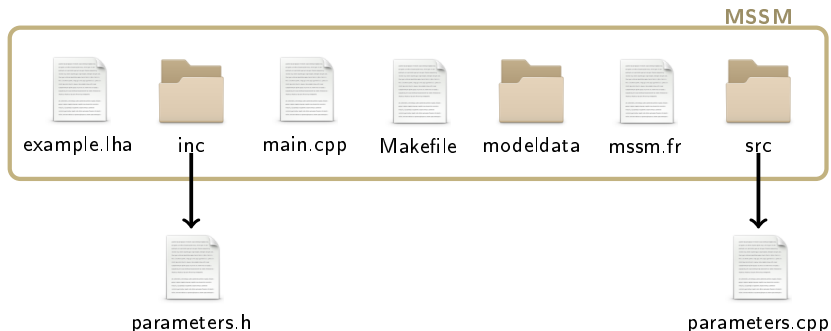 MSSM
example.lha inc main.cpp Makefile modeldata mssm.fr src
parameters.h parameters.cpp